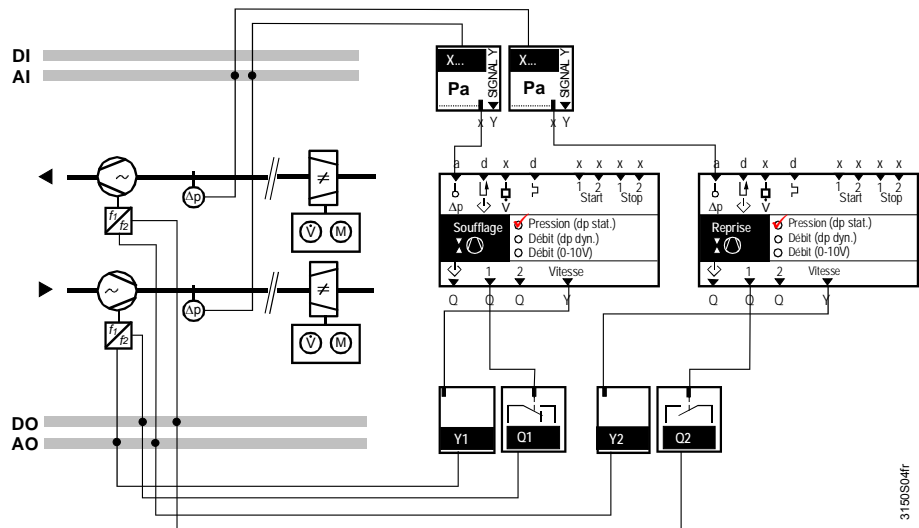 DI
AI
X...
Pa
SIGNAL Y
x Y
X...
Pa
SIGNAL Y
x Y
~
Δp
≠
f1
f2
V̇ M
~
Δp
≠
f1
f2
V̇ M
a d x d x x x x
1 2 1 2
Start Stop
Δp V̇
Soufflage
Pression (dp stat.)
Débit (dp dyn.)
Débit (0-10V)
1 2 Vitesse
Q Q Q Y
a d x d x x x x
1 2 1 2
Start Stop
Δp V̇
Reprise
Pression (dp stat.)
Débit (dp dyn.)
Débit (0-10V)
1 2 Vitesse
Q Q Q Y
DO
AO
Y1
Q1
Y2
Q2
3150S04fr